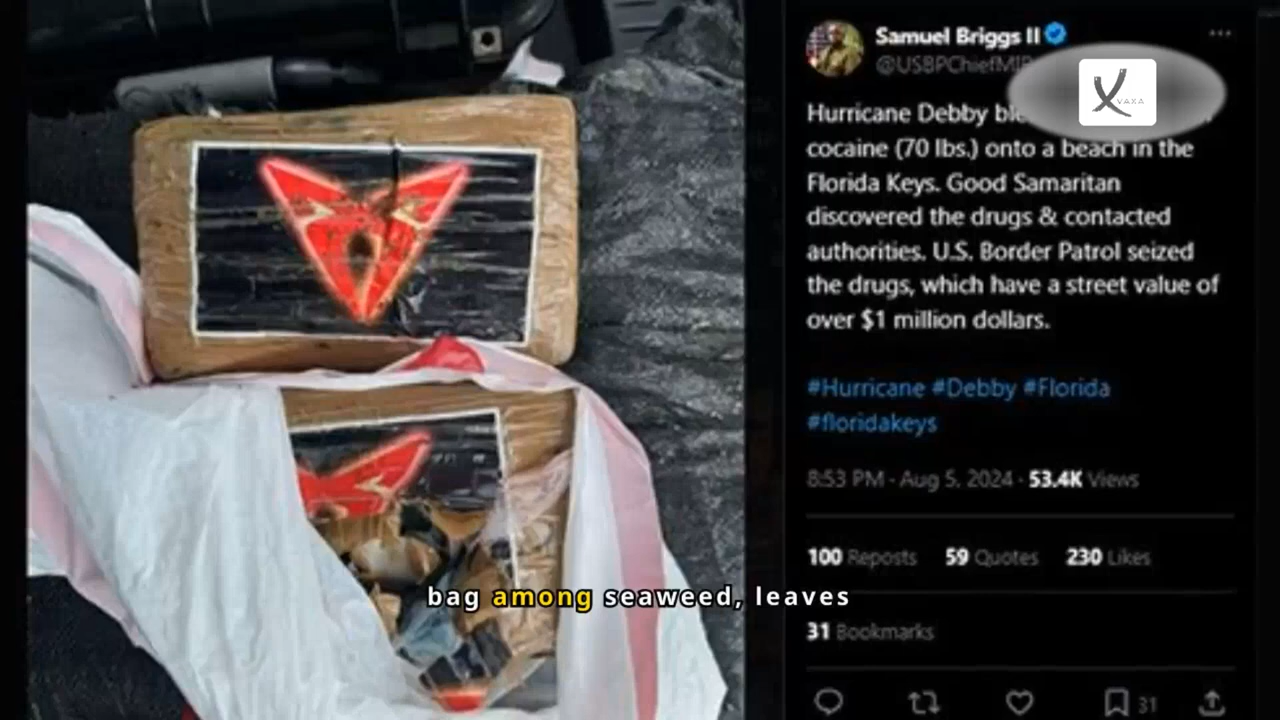 Samuel Briggs II
@USBPChiefMIP
VAXA
Hurricane Debby
cocaine (70 lbs.) onto a beach in the
Florida Keys. Good Samaritan
discovered the drugs & contacted
authorities. U.S. Border Patrol seized
the drugs, which have a street value of
over $1 million dollars.
#Hurricane #Debby #Florida
#floridakeys
8:53 PM · Aug 5, 2024 · 53.4K Views
100 Reposts 59 Quotes 230 Likes
bag among seaweed, leaves
31 Bookmarks
31